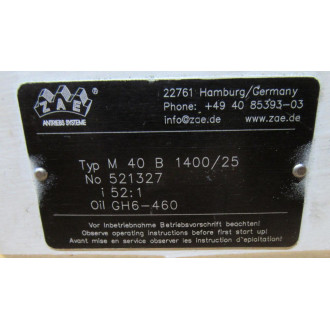 ZAE
ANTRIEBS SYSTEME
22761 Hamburg/Germany
Phone: +49 40 85393-03
info@zae.de www.zae.de
Typ M 40 B 1400/25
No 521327
i 52:1
Oil GH6-460
Vor Inbetriebnahme Betriebsvorschrift beachten!
Observe operating instructions before first start up!
Avant mise en service observer les instruction d'exploitation!